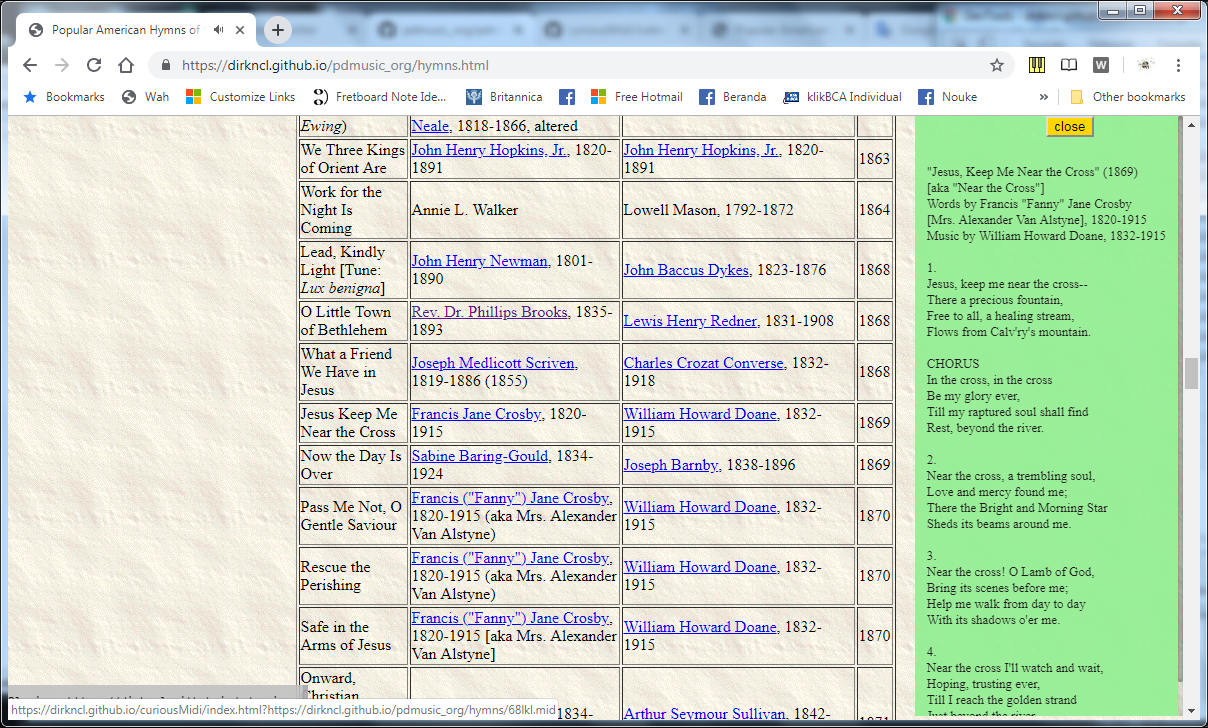 Popular American Hymns of
https://dirkncl.github.io/pdmusic_org/hymns.html
Bookmarks
Wah
Customize Links
Fretboard Note Ide...
Britannica
Free Hotmail
Beranda
klikBCA Individual
Nouke
»
Other bookmarks
Ewing)
Neale, 1818-1866, altered
We Three Kings
of Orient Are
John Henry Hopkins, Jr., 1820-
1891
John Henry Hopkins, Jr., 1820-
1891
1863
Work for the
Night Is
Coming
Annie L. Walker
Lowell Mason, 1792-1872
1864
Lead, Kindly
Light [Tune:
Lux benigna]
John Henry Newman, 1801-
1890
John Baccus Dykes, 1823-1876
1868
O Little Town
of Bethlehem
Rev. Dr. Phillips Brooks, 1835-
1893
Lewis Henry Redner, 1831-1908
1868
What a Friend
We Have in
Jesus
Joseph Medlicott Scriven,
1819-1886 (1855)
Charles Crozat Converse, 1832-
1918
1868
Jesus Keep Me
Near the Cross
Francis Jane Crosby, 1820-
1915
William Howard Doane, 1832-
1915
1869
Now the Day Is
Over
Sabine Baring-Gould, 1834-
1924
Joseph Barnby, 1838-1896
1869
Pass Me Not, O
Gentle Saviour
Francis ("Fanny") Jane Crosby,
1820-1915 (aka Mrs. Alexander
Van Alstyne)
William Howard Doane, 1832-
1915
1870
Rescue the
Perishing
Francis ("Fanny") Jane Crosby,
1820-1915 (aka Mrs. Alexander
Van Alstyne)
William Howard Doane, 1832-
1915
1870
Safe in the
Arms of Jesus
Francis ("Fanny") Jane Crosby,
1820-1915 [aka Mrs. Alexander
Van Alstyne]
William Howard Doane, 1832-
1915
1870
Onward,
Christian
1834-
Arthur Seymour Sullivan, 1842-
1871
close
"Jesus, Keep Me Near the Cross" (1869)
[aka "Near the Cross"]
Words by Francis "Fanny" Jane Crosby
[Mrs. Alexander Van Alstyne], 1820-1915
Music by William Howard Doane, 1832-1915
1.
Jesus, keep me near the cross--
There a precious fountain,
Free to all, a healing stream,
Flows from Calv'ry's mountain.
CHORUS
In the cross, in the cross
Be my glory ever,
Till my raptured soul shall find
Rest, beyond the river.
2.
Near the cross, a trembling soul,
Love and mercy found me;
There the Bright and Morning Star
Sheds its beams around me.
3.
Near the cross! O Lamb of God,
Bring its scenes before me;
Help me walk from day to day
With its shadows o'er me.
4.
Near the cross I'll watch and wait,
Hoping, trusting ever,
Till I reach the golden strand
Just beyond the river
https://dirkncl.github.io/curiousMidi/index.html?https://dirkncl.github.io/pdmusic_org/hymns/68lkl.mid